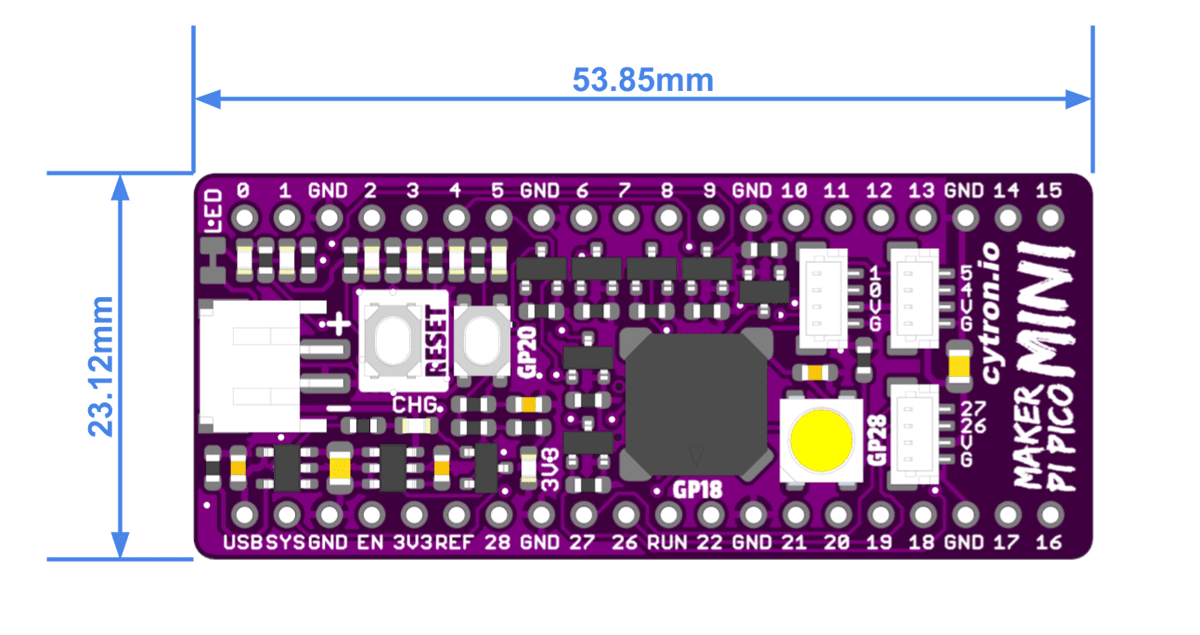 53.85mm
23.12mm
LED 0 1 GND 2 3 4 5 GND 6 7 8 9 GND 10 11 12 13 GND 14 15
+
-
RESET
GP20
CHG
3V8
GP18
GP28
1
0
V
G
5
4
V
G
27
26
V
G
cytron.io
MAKER
PI PICO
MINI
USB SYS GND EN 3V3 REF 28 GND 27 26 RUN 22 GND 21 20 19 18 GND 17 16